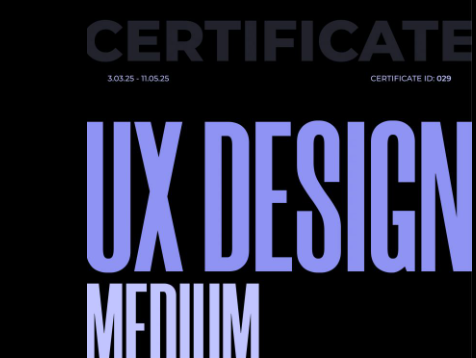 CERTIFICATE
3.03.25 - 11.05.25 CERTIFICATE ID: 029
UX DESIGN
MEDIUM